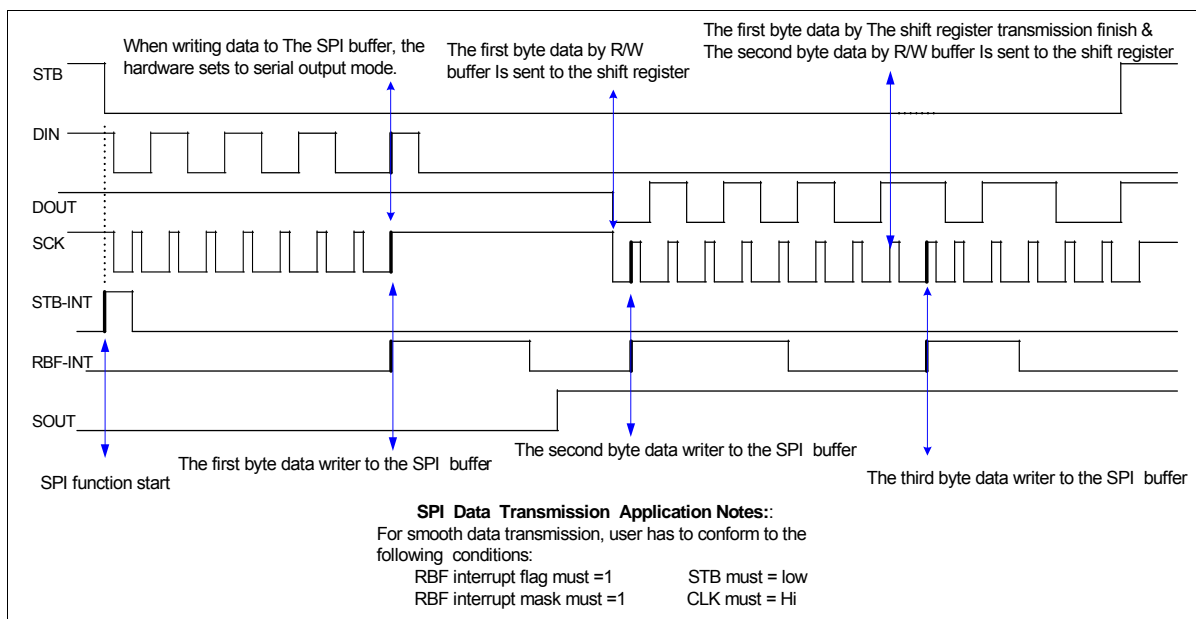 When writing data to The SPI buffer, the
hardware sets to serial output mode.
The first byte data by R/W
buffer Is sent to the shift register
The first byte data by The shift register transmission finish &
The second byte data by R/W buffer Is sent to the shift register
STB
DIN
DOUT
SCK
STB-INT
RBF-INT
SOUT
SPI function start
The first byte data writer to the SPI buffer
The second byte data writer to the SPI buffer
The third byte data writer to the SPI buffer
SPI Data Transmission Application Notes::
For smooth data transmission, user has to conform to the
following conditions:
RBF interrupt flag must =1 STB must = low
RBF interrupt mask must =1 CLK must = Hi